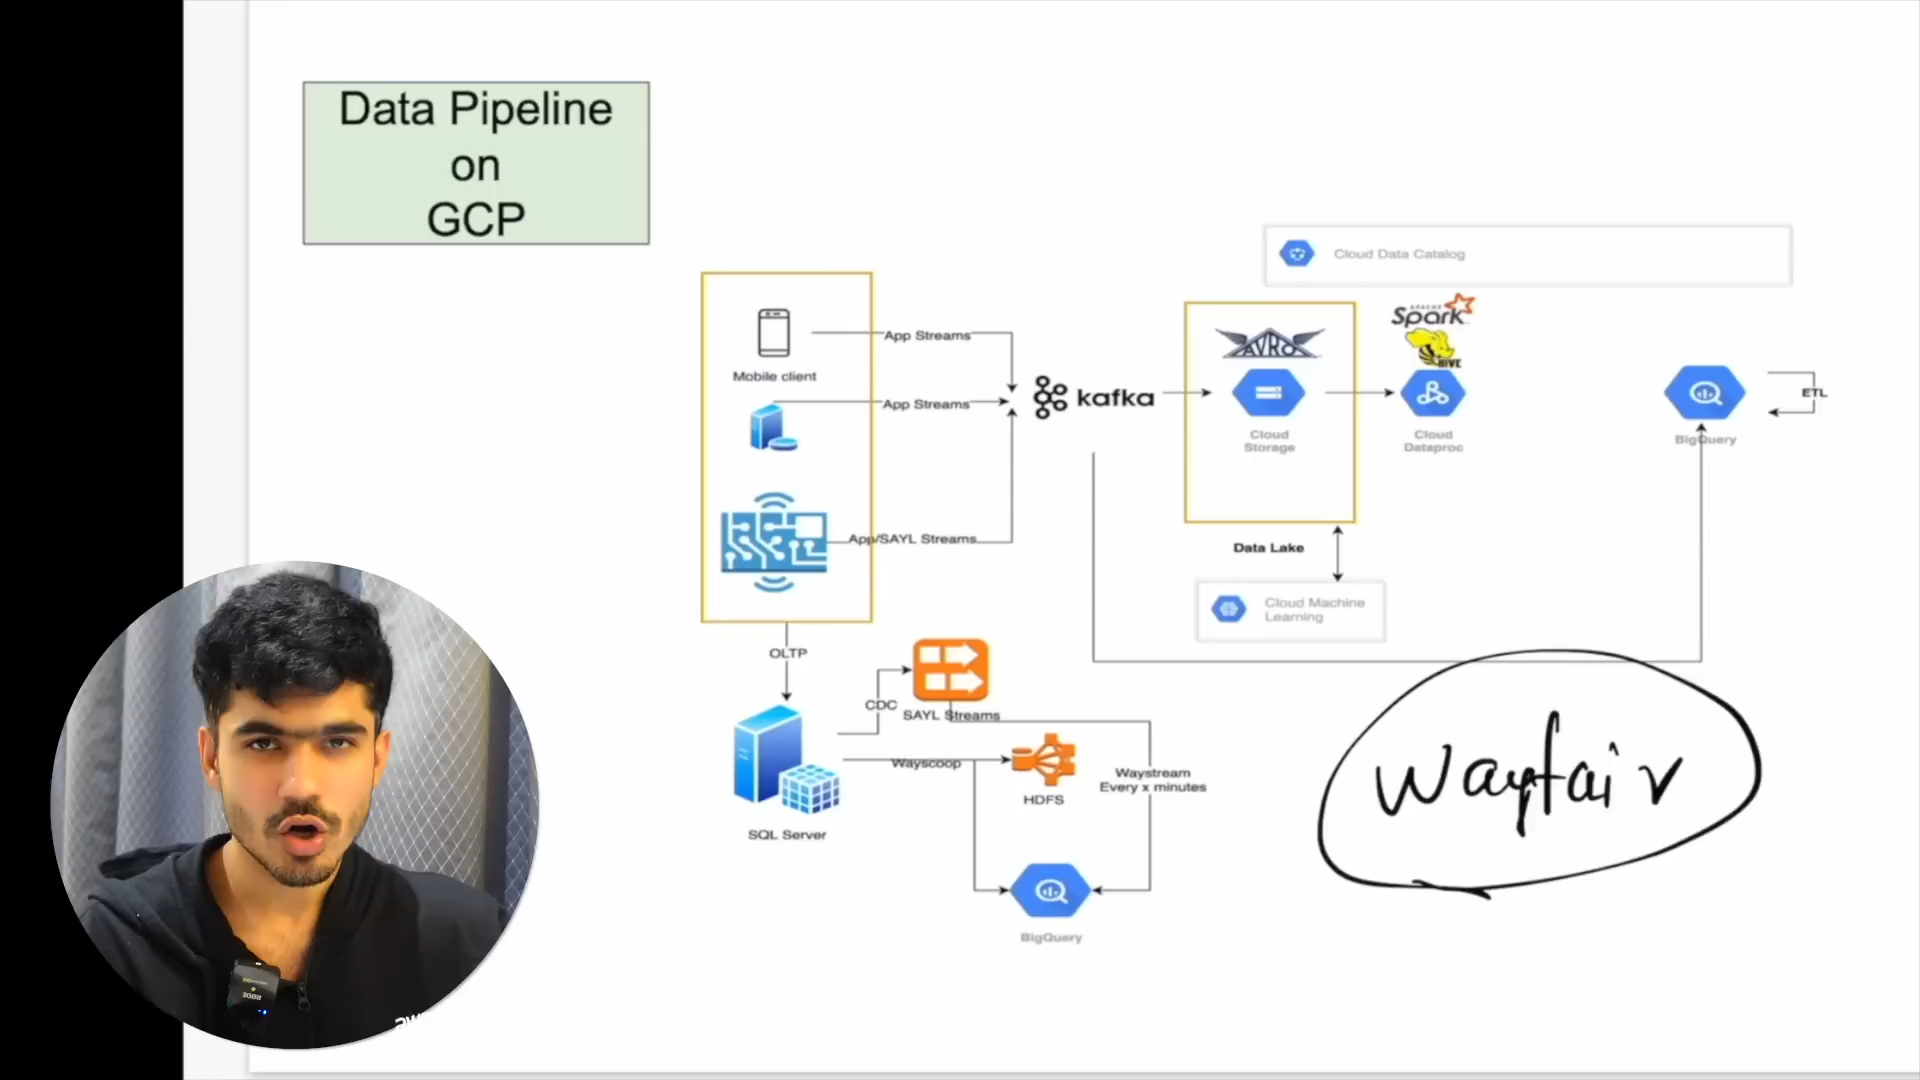 Data Pipeline
on
GCP
Cloud Data Catalog
APACHE
Spark
HIVE
AVRO
App Streams
Mobile client
kafka
App Streams
ETL
Cloud
Storage
Cloud
Dataproc
BigQuery
App/SAYL Streams
Data Lake
Cloud Machine
Learning
OLTP
CDC
SAYL Streams
Wayscoop
Waystream
Every x minutes
HDFS
SQL Server
BigQuery
Wayfair
RØDE